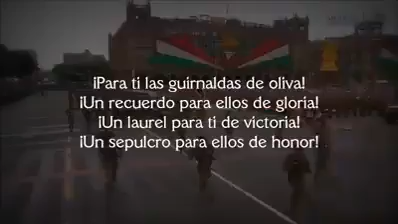 ¡Para ti las guirnaldas de oliva!
¡Un recuerdo para ellos de gloria!
¡Un laurel para ti de victoria!
¡Un sepulcro para ellos de honor!